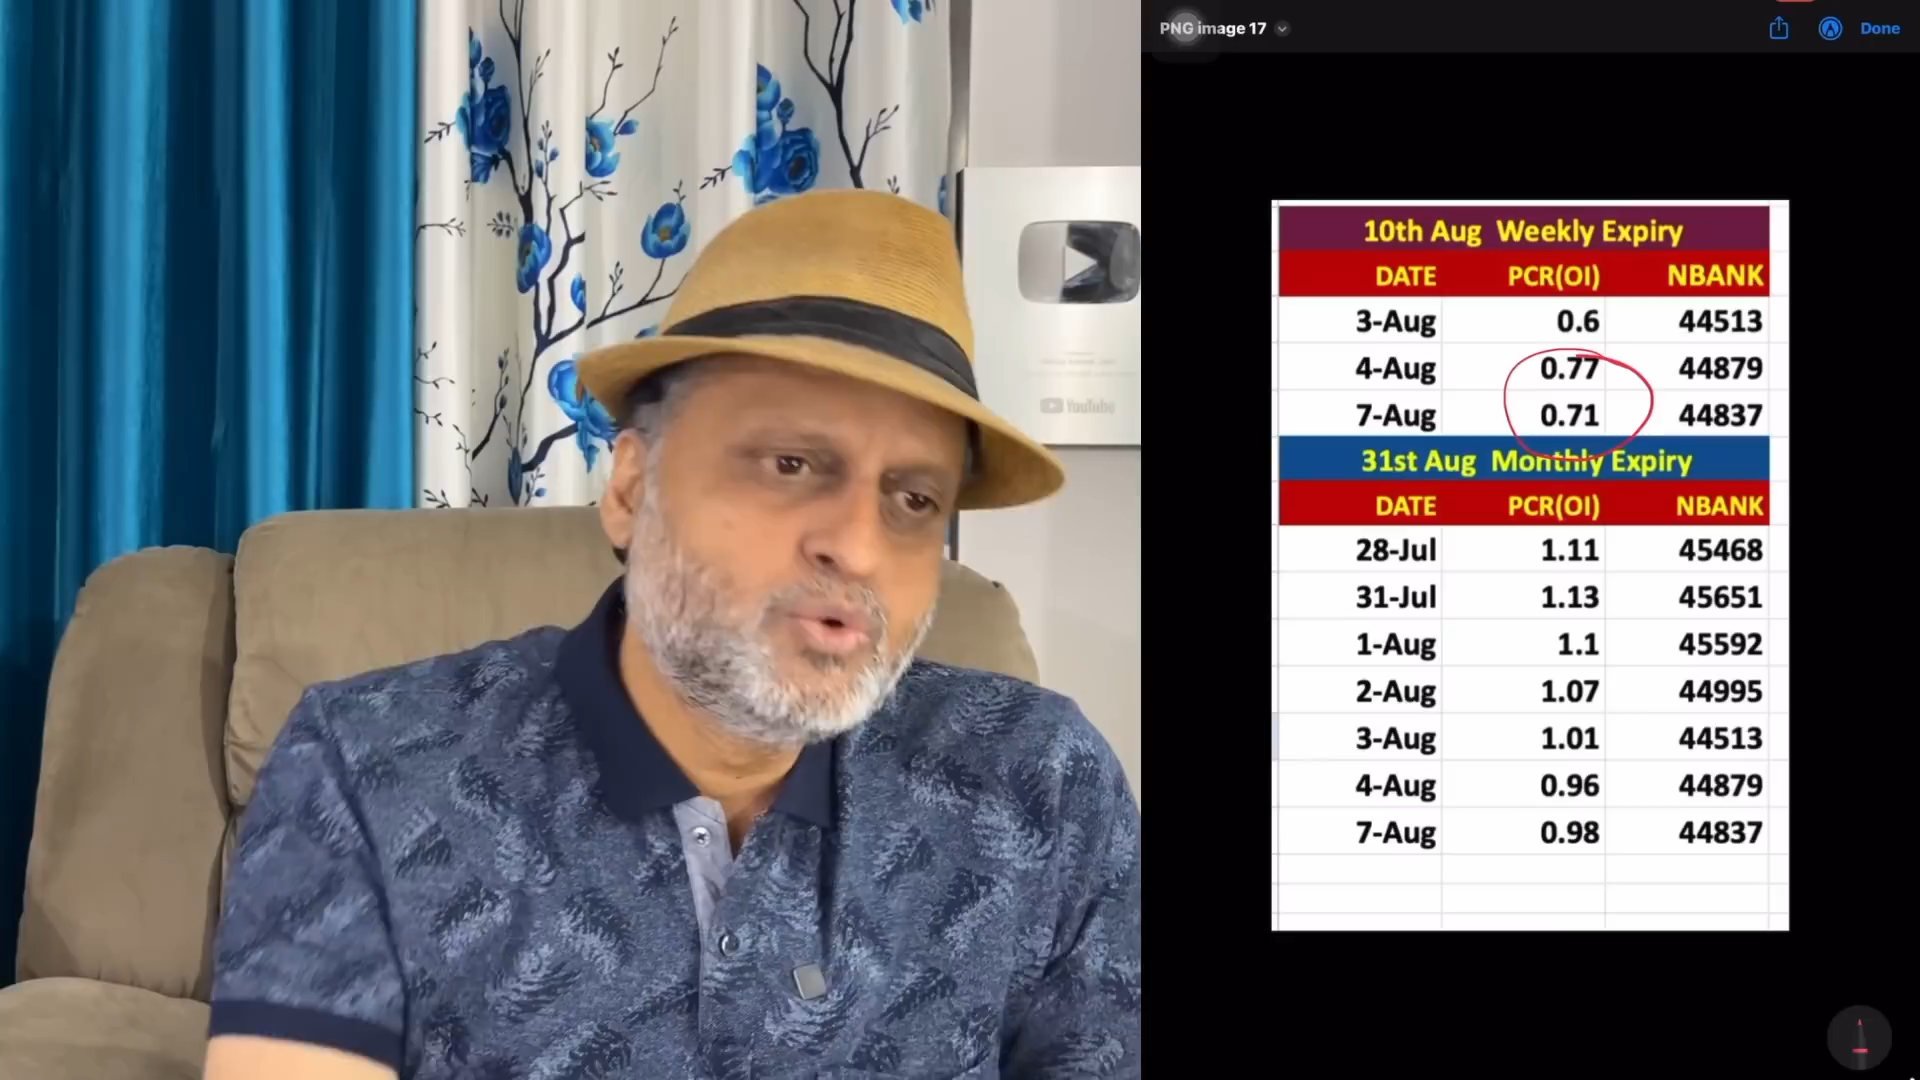 PNG image 17
Done
YouTube
10th Aug Weekly Expiry
DATE PCR(OI) NBANK
3-Aug 0.6 44513
4-Aug 0.77 44879
7-Aug 0.71 44837
31st Aug Monthly Expiry
DATE PCR(OI) NBANK
28-Jul 1.11 45468
31-Jul 1.13 45651
1-Aug 1.1 45592
2-Aug 1.07 44995
3-Aug 1.01 44513
4-Aug 0.96 44879
7-Aug 0.98 44837